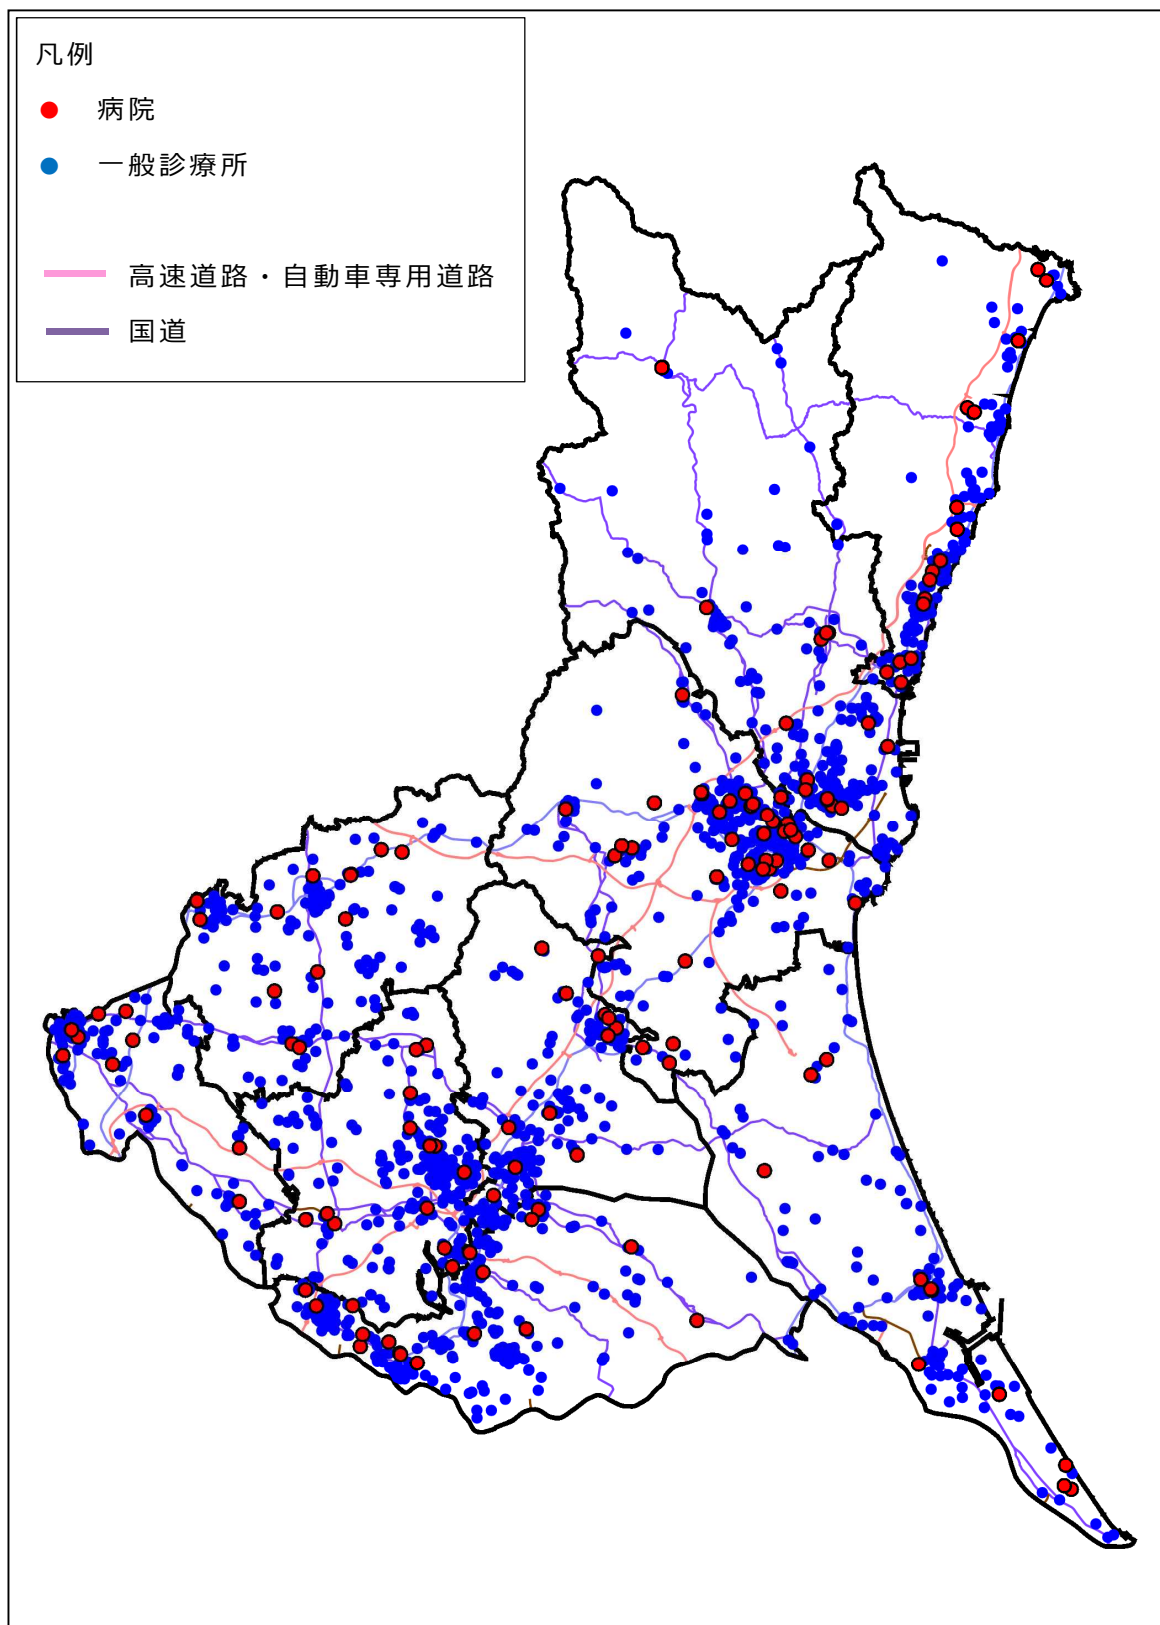 凡例
病院
一般診療所
高速道路・自動車専用道路
国道